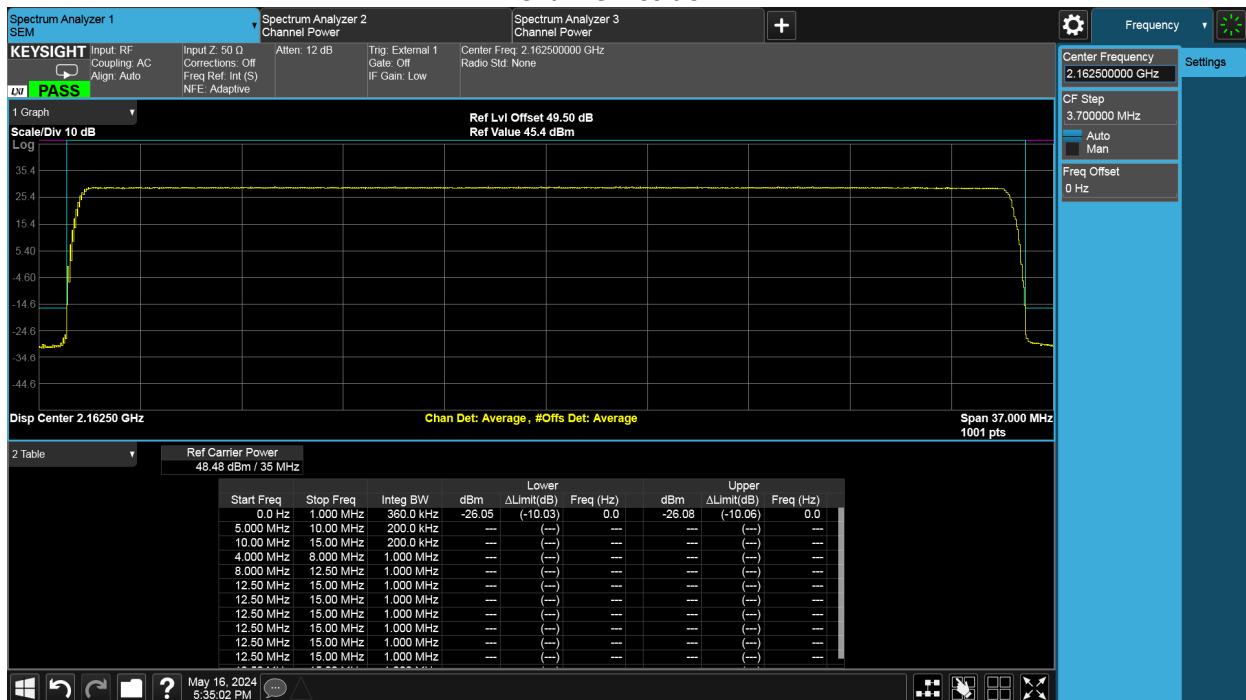 Spectrum Analyzer 1
SEM
Spectrum Analyzer 2
Channel Power
Spectrum Analyzer 3
Channel Power
Frequency
KEYSIGHT
LXI
PASS
Input: RF
Coupling: AC
Align: Auto
Input Z: 50 Ω
Corrections: Off
Freq Ref: Int (S)
NFE: Adaptive
Atten: 12 dB
Trig: External 1
Gate: Off
IF Gain: Low
Center Freq: 2.162500000 GHz
Radio Std: None
Center Frequency
2.162500000 GHz
Settings
CF Step
3.700000 MHz
Auto
Man
Freq Offset
0 Hz
1 Graph
Scale/Div 10 dB
Ref Lvl Offset 49.50 dB
Ref Value 45.4 dBm
Log
35.4
25.4
15.4
5.40
-4.60
-14.6
-24.6
-34.6
-44.6
Disp Center 2.16250 GHz
Chan Det: Average, #Offs Det: Average
Span 37.000 MHz
1001 pts
2 Table
Ref Carrier Power
48.48 dBm / 35 MHz
Lower Upper
Start Freq Stop Freq Integ BW dBm ΔLimit(dB) Freq (Hz) dBm ΔLimit(dB) Freq (Hz)
0.0 Hz 1.000 MHz 360.0 kHz -26.05 (-10.03) 0.0 -26.08 (-10.06) 0.0
5.000 MHz 10.00 MHz 200.0 kHz --- (---) --- --- (---) ---
10.00 MHz 15.00 MHz 200.0 kHz --- (---) --- --- (---) ---
4.000 MHz 8.000 MHz 1.000 MHz --- (---) --- --- (---) ---
8.000 MHz 12.50 MHz 1.000 MHz --- (---) --- --- (---) ---
12.50 MHz 15.00 MHz 1.000 MHz --- (---) --- --- (---) ---
12.50 MHz 15.00 MHz 1.000 MHz --- (---) --- --- (---) ---
12.50 MHz 15.00 MHz 1.000 MHz --- (---) --- --- (---) ---
12.50 MHz 15.00 MHz 1.000 MHz --- (---) --- --- (---) ---
12.50 MHz 15.00 MHz 1.000 MHz --- (---) --- --- (---) ---
12.50 MHz 15.00 MHz 1.000 MHz --- (---) --- --- (---) ---
May 16, 2024
5:35:02 PM